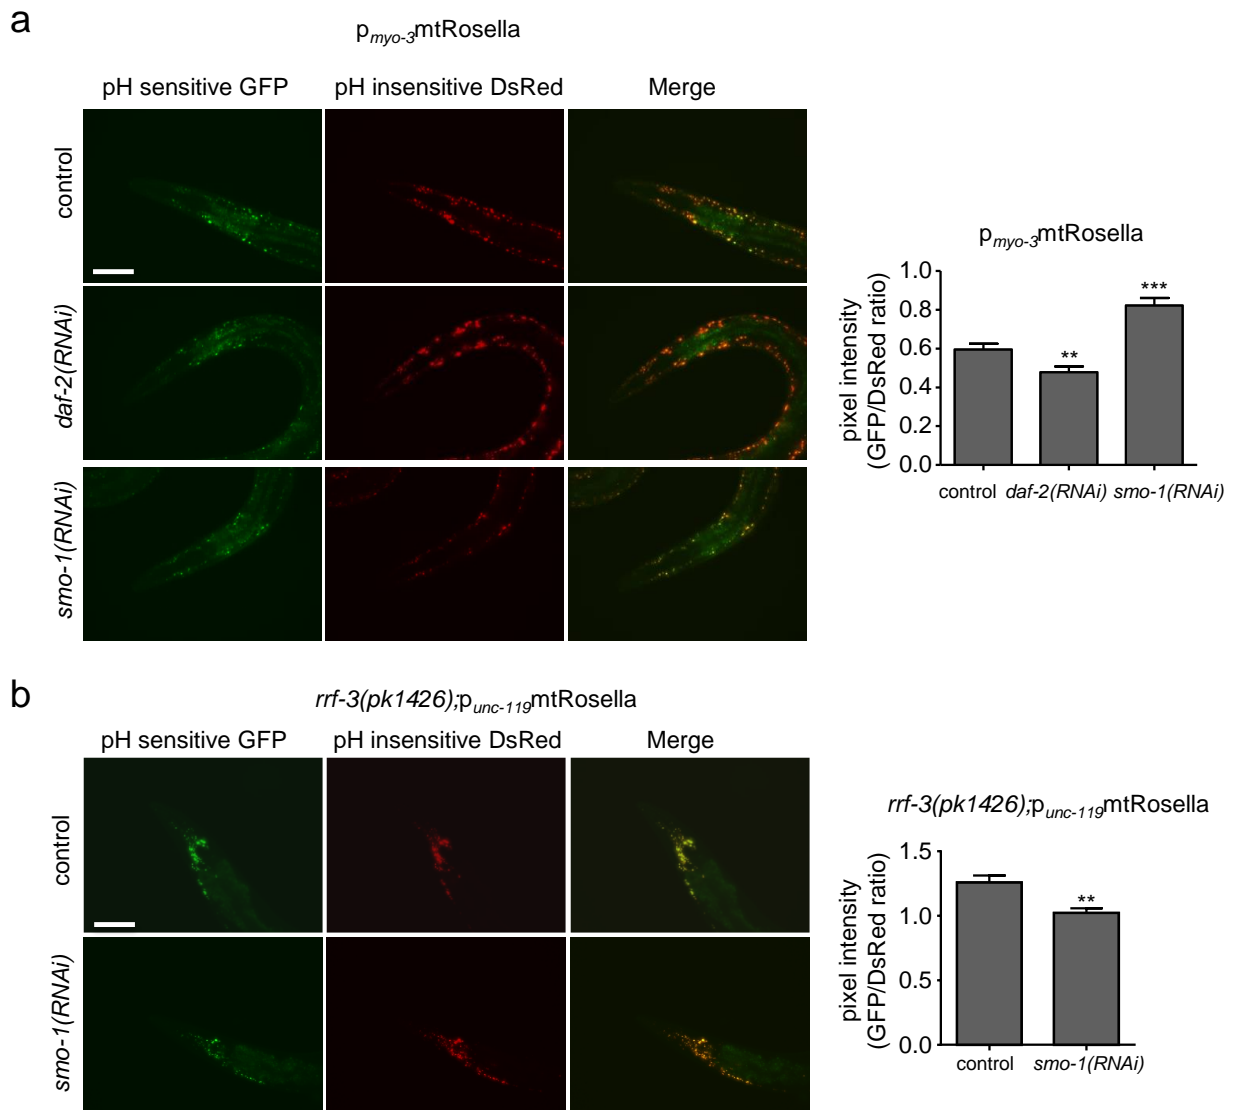 a
p_myo-3mtRosella
pH sensitive GFP
pH insensitive DsRed
Merge
control
daf-2(RNAi)
smo-1(RNAi)
p_myo-3mtRosella
pixel intensity
(GFP/DsRed ratio)
1.0
0.8
0.6
0.4
0.2
0.0
**
***
control
daf-2(RNAi)
smo-1(RNAi)
b
rrf-3(pk1426);p_unc-119mtRosella
pH sensitive GFP
pH insensitive DsRed
Merge
control
smo-1(RNAi)
rrf-3(pk1426);p_unc-119mtRosella
pixel intensity
(GFP/DsRed ratio)
1.5
1.0
0.5
0.0
**
control
smo-1(RNAi)